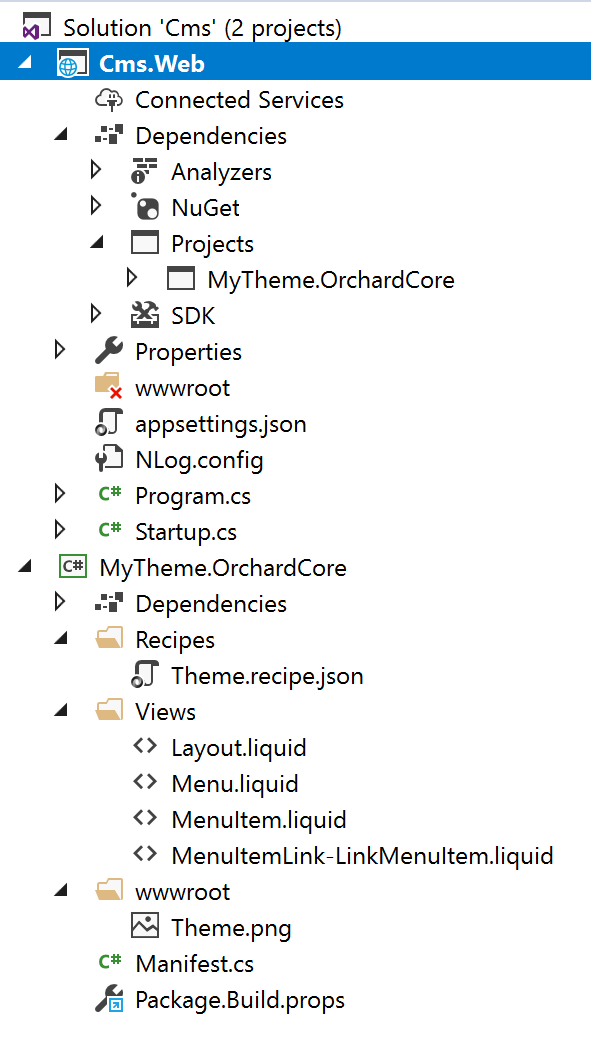 Solution 'Cms' (2 projects)
Cms.Web
Connected Services
Dependencies
Analyzers
NuGet
Projects
MyTheme.OrchardCore
SDK
Properties
wwwroot
appsettings.json
NLog.config
C# Program.cs
C# Startup.cs
C# MyTheme.OrchardCore
Dependencies
Recipes
Theme.recipe.json
Views
Layout.liquid
Menu.liquid
MenuItem.liquid
MenuItemLink-LinkMenuItem.liquid
wwwroot
Theme.png
C# Manifest.cs
Package.Build.props